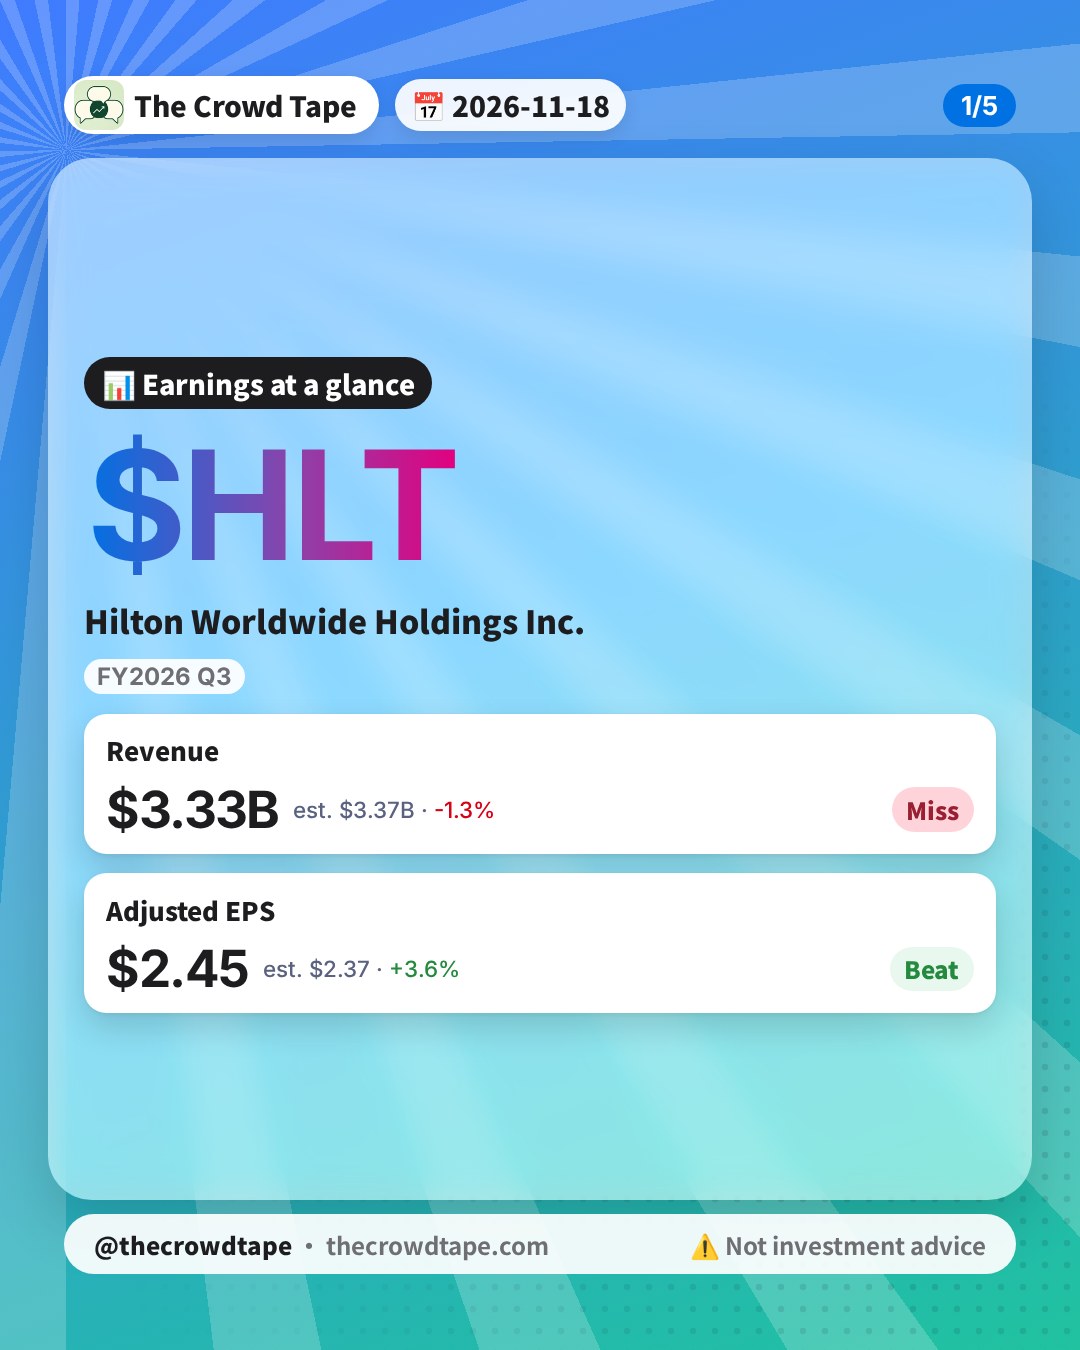 The Crowd Tape
📅 2026-11-18
1/5
📊 Earnings at a glance
$HLT
Hilton Worldwide Holdings Inc.
FY2026 Q3
Revenue
$3.33B est. $3.37B · -1.3%
Miss
Adjusted EPS
$2.45 est. $2.37 · +3.6%
Beat
@thecrowdtape • thecrowdtape.com
⚠️ Not investment advice